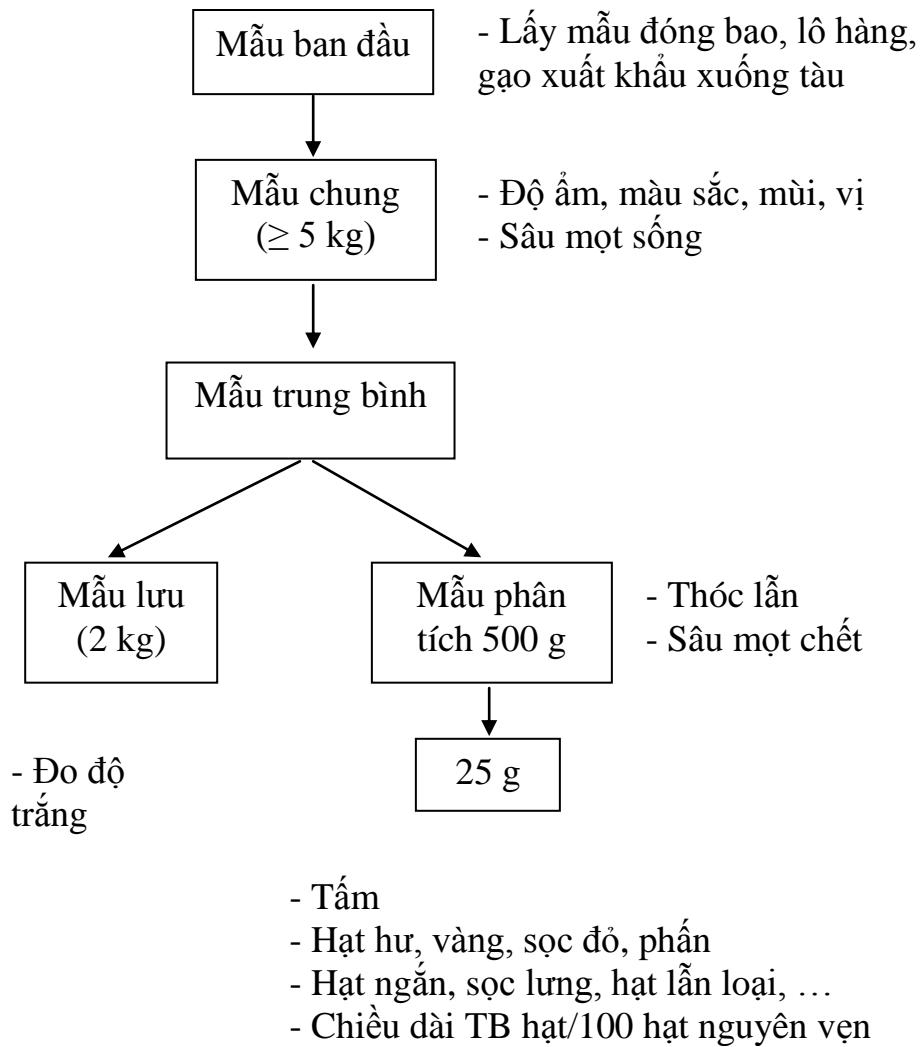 Mẫu ban đầu
- Lấy mẫu đóng bao, lô hàng,
gạo xuất khẩu xuống tàu
Mẫu chung
(≥ 5 kg)
- Độ ẩm, màu sắc, mùi, vị
- Sâu mọt sống
Mẫu trung bình
Mẫu lưu
(2 kg)
Mẫu phân
tích 500 g
- Thóc lẫn
- Sâu mọt chết
- Đo độ
trắng
25 g
- Tấm
- Hạt hư, vàng, sọc đỏ, phấn
- Hạt ngắn, sọc lưng, hạt lẫn loại, …
- Chiều dài TB hạt/100 hạt nguyên vẹn